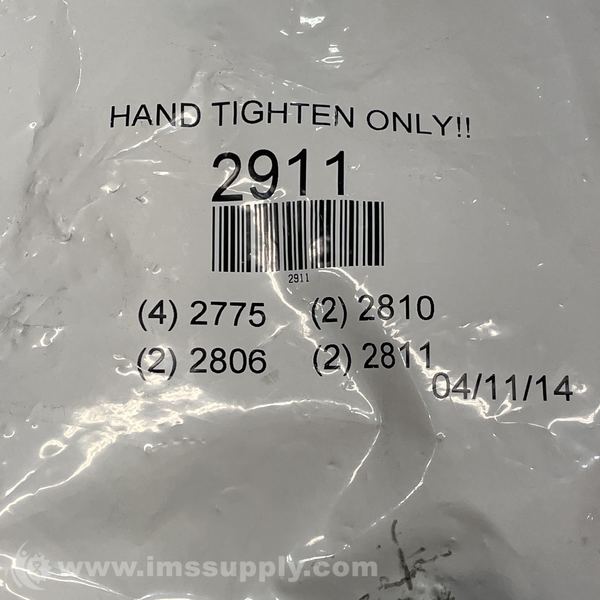 HAND TIGHTEN ONLY!!
2911
2911
(4) 2775 (2) 2810
(2) 2806 (2) 2811
04/11/14
www.imssupply.com